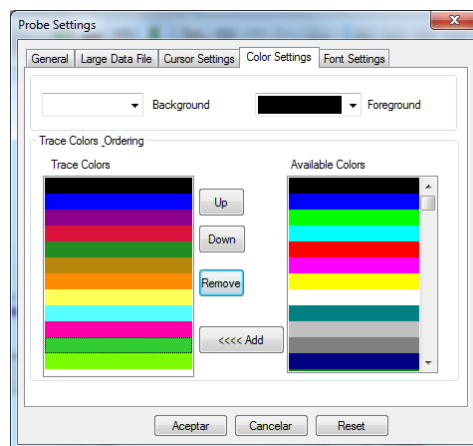 Probe Settings
General Large Data File Cursor Settings Color Settings Font Settings
Background Foreground
Trace Colors _Ordering
Trace Colors Available Colors
Up
Down
Remove
<<<< Add
Aceptar Cancelar Reset